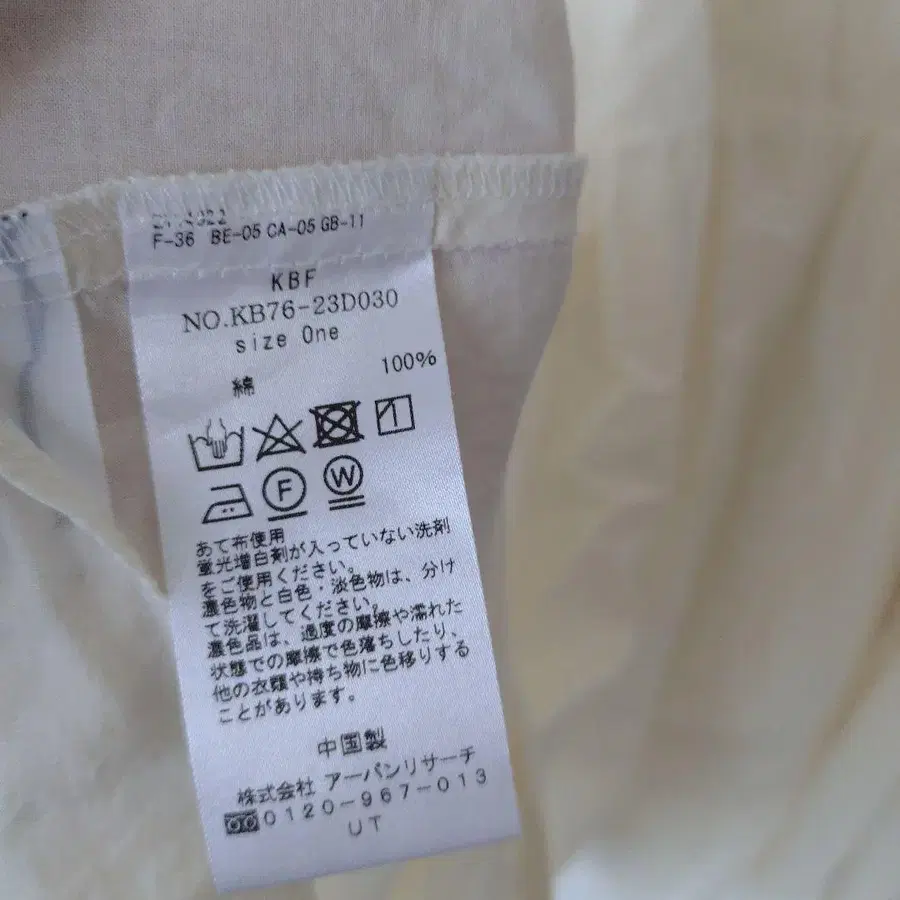 F-36 BE-05 CA-05 GB-11
KBF
NO.KB76-23D030
size One
綿 100%
F W
あて布使用
蛍光増白剤が入っていない洗剤
をご使用ください。
濃色物と白色・淡色物は、分け
て洗濯してください。
濃色品は、過度の摩擦や濡れた
状態での摩擦で色落ちしたり、
他の衣類や持ち物に色移りする
ことがあります。
中国製
株式会社 アーバンリサーチ
0120-967-013
UT